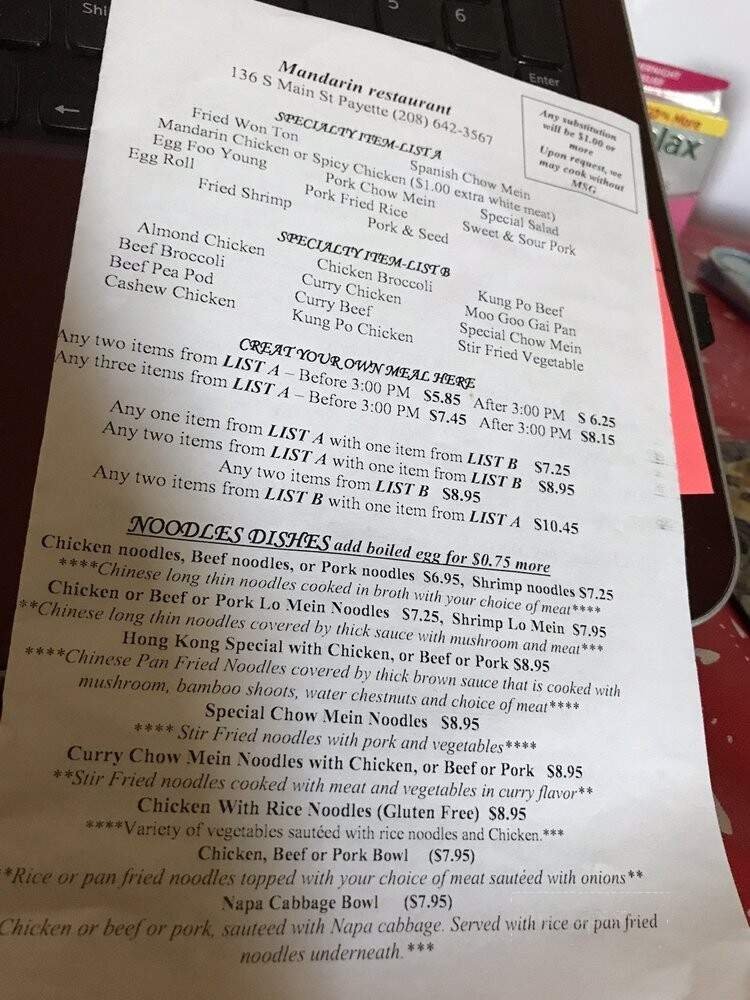 Shi
5
6
Enter
←
Mandarin restaurant
136 S Main St Payette (208) 642-3567
Any substitution
will be $1.00 or
more
Upon request, we
may cook without
MSG
SPECIALTY ITEM-LIST A
Fried Won Ton Spanish Chow Mein
Mandarin Chicken or Spicy Chicken ($1.00 extra white meat)
Egg Foo Young Pork Chow Mein Special Salad
Egg Roll Pork Fried Rice Sweet & Sour Pork
Fried Shrimp Pork & Seed
SPECIALTY ITEM-LIST B
Almond Chicken Chicken Broccoli Kung Po Beef
Beef Broccoli Curry Chicken Moo Goo Gai Pan
Beef Pea Pod Curry Beef Special Chow Mein
Cashew Chicken Kung Po Chicken Stir Fried Vegetable
CREAT YOUR OWN MEAL HERE
Any two items from LIST A – Before 3:00 PM $5.85 After 3:00 PM $ 6.25
Any three items from LIST A – Before 3:00 PM $7.45 After 3:00 PM $8.15
Any one item from LIST A with one item from LIST B $7.25
Any two items from LIST A with one item from LIST B $8.95
Any two items from LIST B $8.95
Any two items from LIST B with one item from LIST A $10.45
NOODLES DISHES add boiled egg for $0.75 more
Chicken noodles, Beef noodles, or Pork noodles $6.95, Shrimp noodles $7.25
****Chinese long thin noodles cooked in broth with your choice of meat****
Chicken or Beef or Pork Lo Mein Noodles $7.25, Shrimp Lo Mein $7.95
**Chinese long thin noodles covered by thick sauce with mushroom and meat***
Hong Kong Special with Chicken, or Beef or Pork $8.95
****Chinese Pan Fried Noodles covered by thick brown sauce that is cooked with
mushroom, bamboo shoots, water chestnuts and choice of meat****
Special Chow Mein Noodles $8.95
**** Stir Fried noodles with pork and vegetables****
Curry Chow Mein Noodles with Chicken, or Beef or Pork $8.95
**Stir Fried noodles cooked with meat and vegetables in curry flavor**
Chicken With Rice Noodles (Gluten Free) $8.95
****Variety of vegetables sautéed with rice noodles and Chicken.***
Chicken, Beef or Pork Bowl ($7.95)
*Rice or pan fried noodles topped with your choice of meat sautéed with onions**
Napa Cabbage Bowl ($7.95)
Chicken or beef or pork, sauteed with Napa cabbage. Served with rice or pan fried
noodles underneath.***